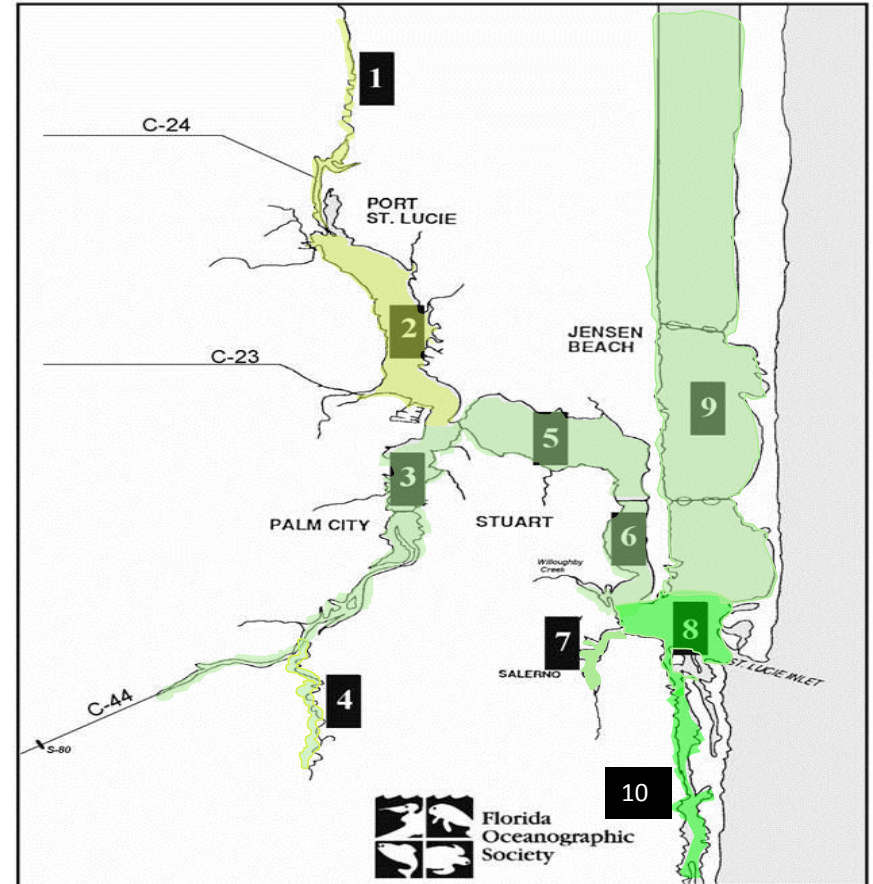 1
C-24
PORT
ST. LUCIE
2
JENSEN
BEACH
C-23
9
5
3
PALM CITY
STUART
6
Willoughby
Creek
7
8
SALERNO
ST. LUCIE INLET
4
C-44
S-80
10
Florida
Oceanographic
Society